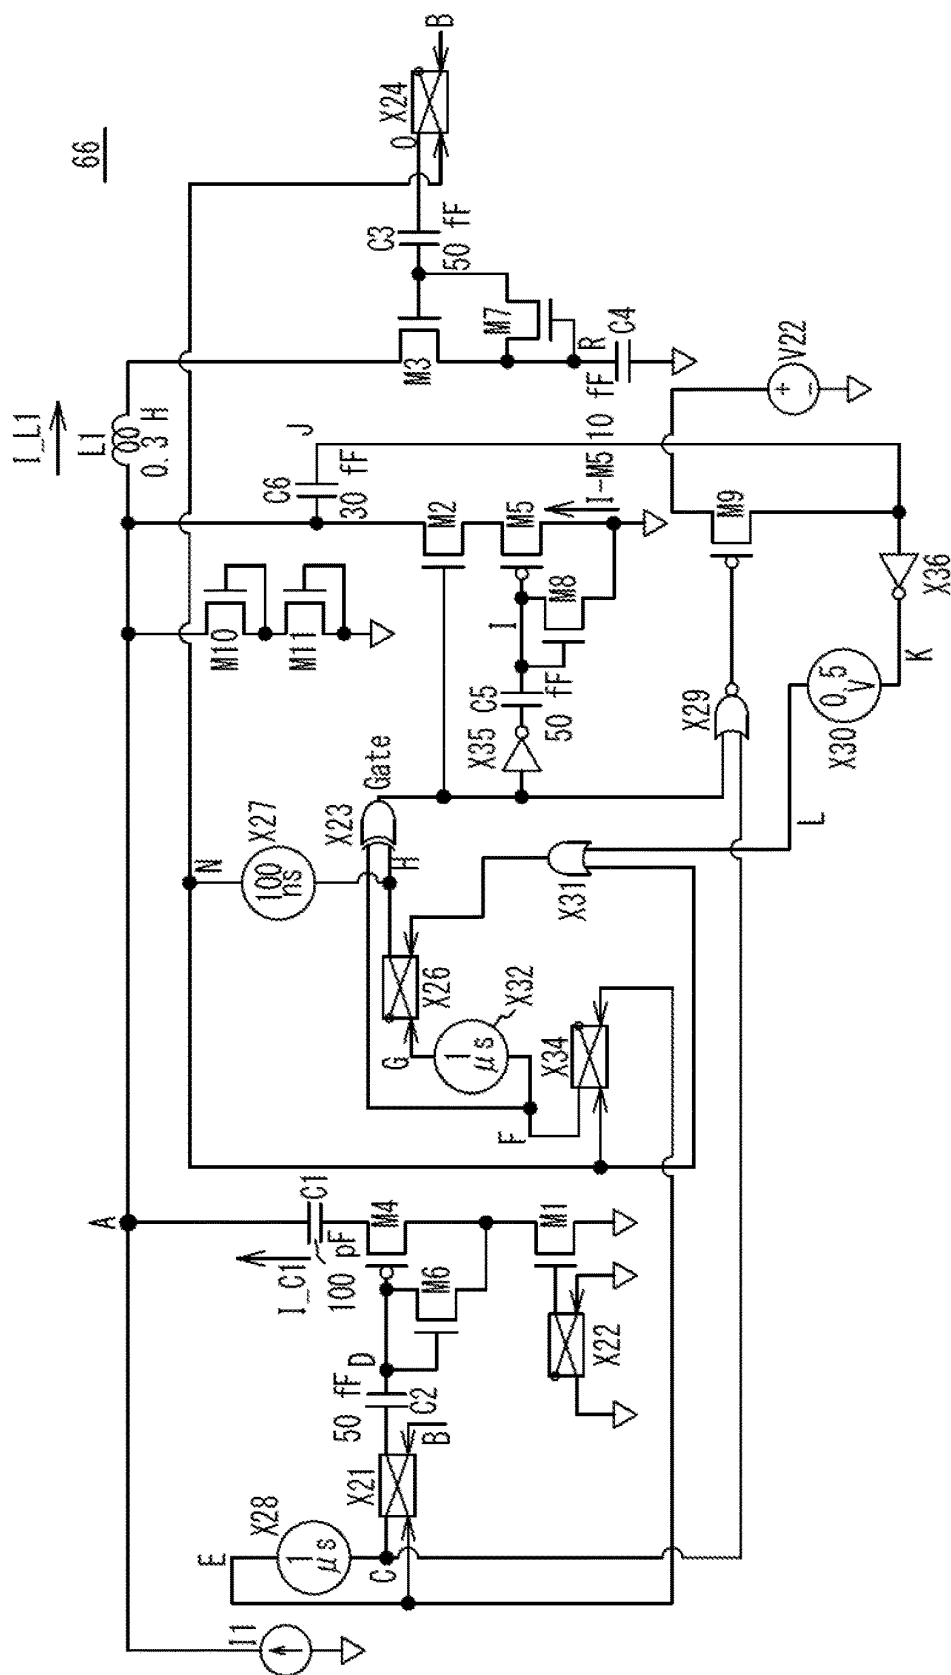 I_L1
66
L1
0.3 H
A
N
E
I1
X28
1
μs
C
X21
50 fF
C2
B
D
M6
I_C1
C1
100 pF
M4
M1
X22
X27
100
ns
M10
M11
C6
30 fF
J
X23
Gate
H
X26
G
1
μs
X32
F
X34
X35
C5
50 fF
I
M8
M2
M5
I-M5
C3
50 fF
O
X24
B
M3
M7
R
C4
10 fF
X31
X29
M9
V22
+
-
L
X30
0.5
V
K
X36